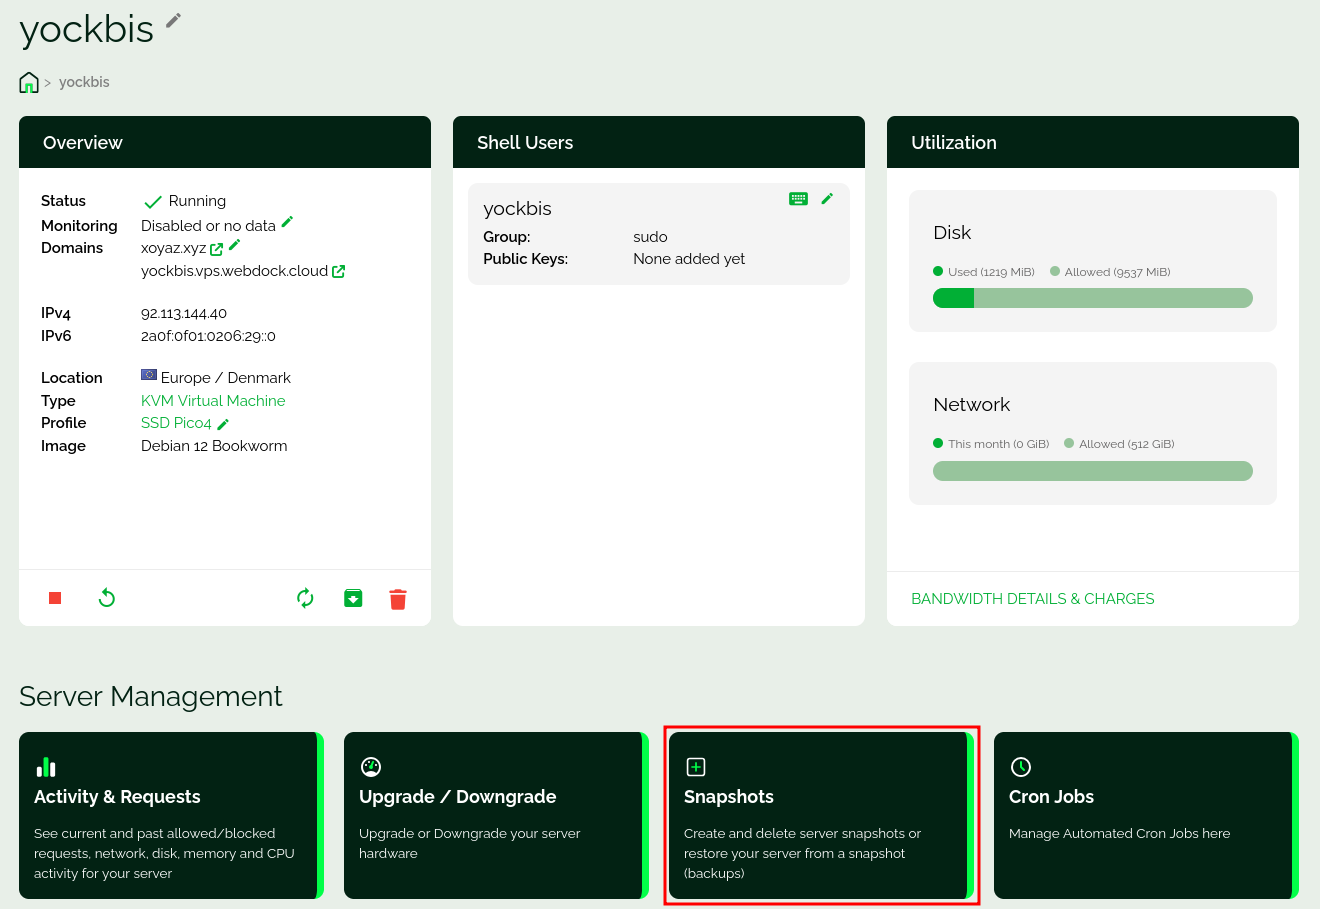 yockbis
> yockbis
Overview
Status Running
Monitoring Disabled or no data
Domains xoyaz.xyz
yockbis.vps.webdock.cloud
IPv4 92.113.144.40
IPv6 2a0f:0f01:0206:29::0
Location Europe / Denmark
Type KVM Virtual Machine
Profile SSD Pico4
Image Debian 12 Bookworm
Shell Users
yockbis
Group: sudo
Public Keys: None added yet
Utilization
Disk
Used (1219 MiB) Allowed (9537 MiB)
Network
This month (0 GiB) Allowed (512 GiB)
BANDWIDTH DETAILS & CHARGES
Server Management
Activity & Requests
See current and past allowed/blocked
requests, network, disk, memory and CPU
activity for your server
Upgrade / Downgrade
Upgrade or Downgrade your server
hardware
Snapshots
Create and delete server snapshots or
restore your server from a snapshot
(backups)
Cron Jobs
Manage Automated Cron Jobs here